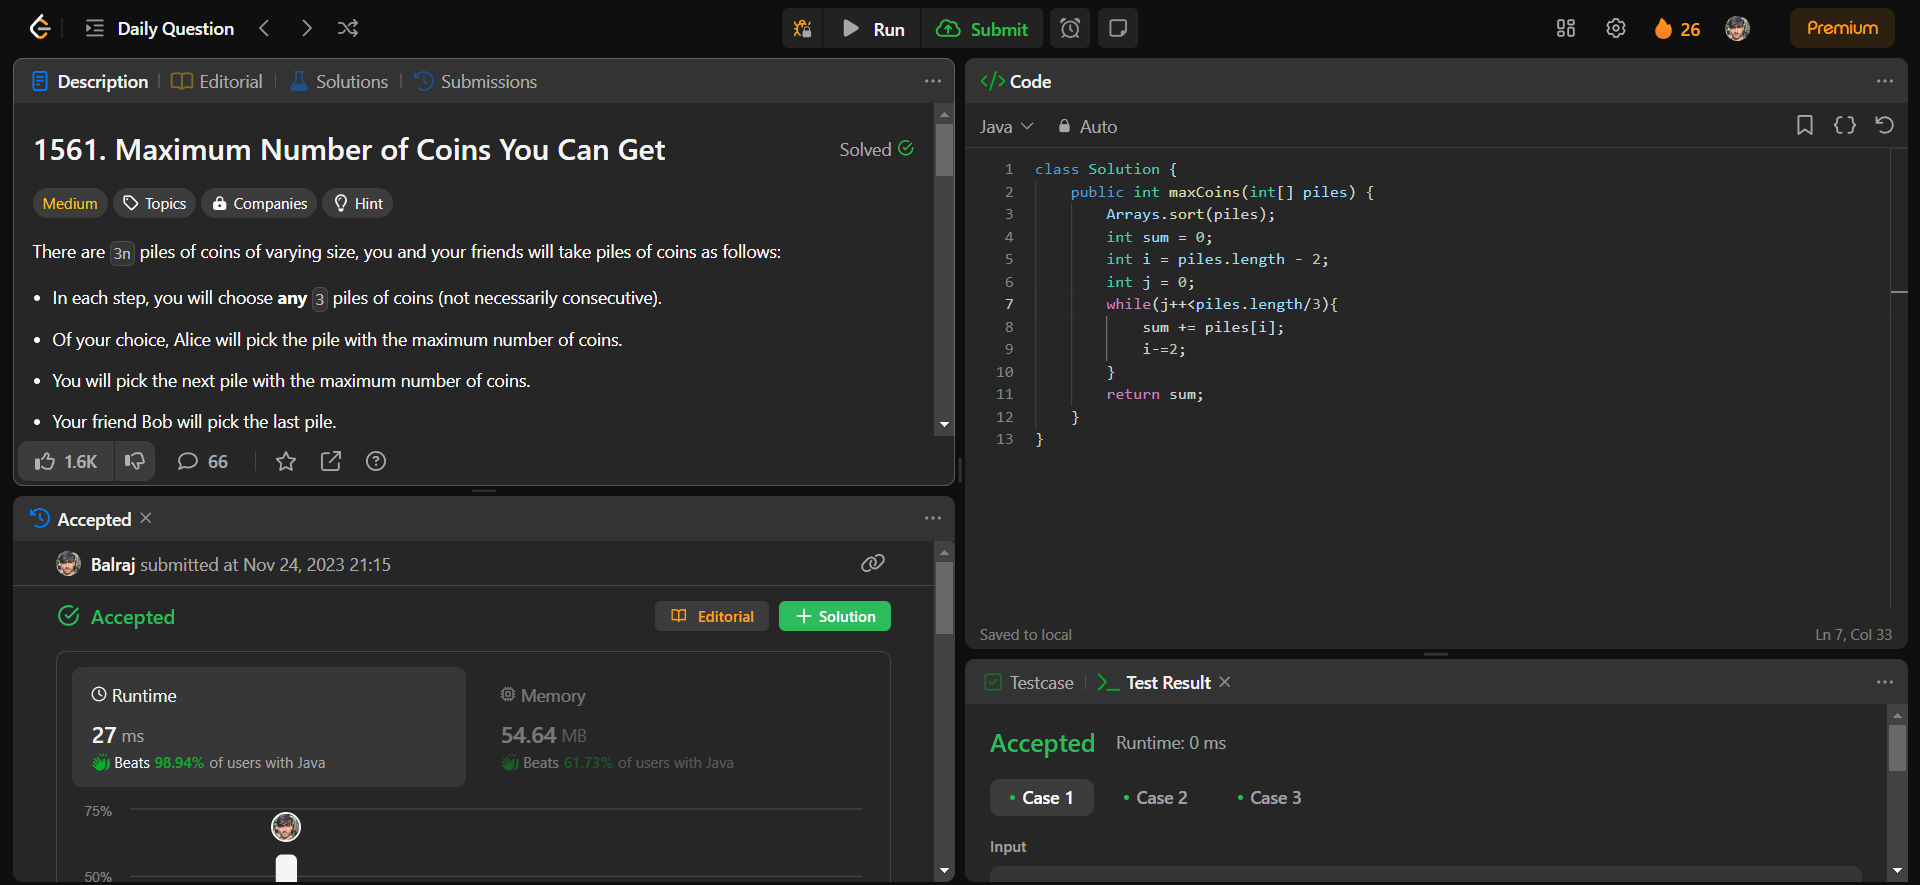 Daily Question
Run
Submit
26
Premium
Description
Editorial
Solutions
Submissions
1561. Maximum Number of Coins You Can Get
Solved
Medium
Topics
Companies
Hint
There are 3n piles of coins of varying size, you and your friends will take piles of coins as follows:
• In each step, you will choose any 3 piles of coins (not necessarily consecutive).
• Of your choice, Alice will pick the pile with the maximum number of coins.
• You will pick the next pile with the maximum number of coins.
• Your friend Bob will pick the last pile.
1.6K
66
Accepted
Balraj submitted at Nov 24, 2023 21:15
Accepted
Editorial
+ Solution
Runtime
27 ms
Beats 98.94% of users with Java
Memory
54.64 MB
Beats 61.73% of users with Java
75%
50%
</> Code
Java
Auto
1 class Solution {
2 public int maxCoins(int[] piles) {
3 Arrays.sort(piles);
4 int sum = 0;
5 int i = piles.length - 2;
6 int j = 0;
7 while(j++<piles.length/3){
8 sum += piles[i];
9 i-=2;
10 }
11 return sum;
12 }
13 }
Saved to local
Ln 7, Col 33
Testcase
Test Result
Accepted
Runtime: 0 ms
• Case 1
• Case 2
• Case 3
Input